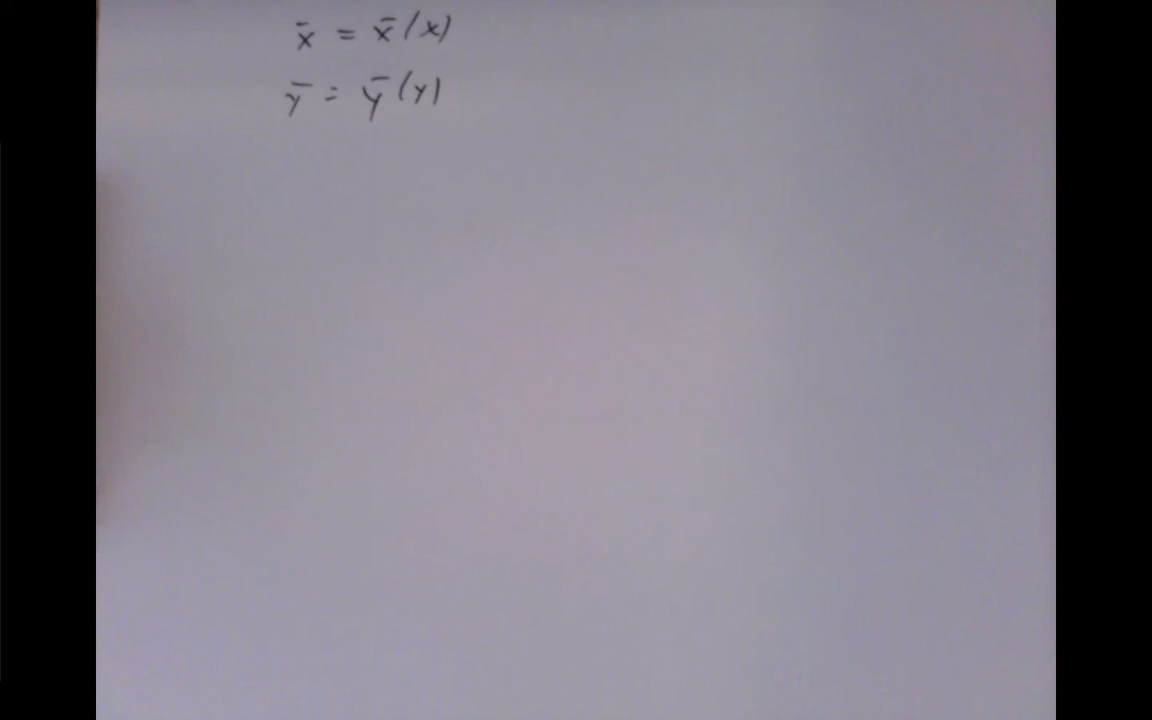 x̄ = x̄(x)
ȳ = ȳ(y)